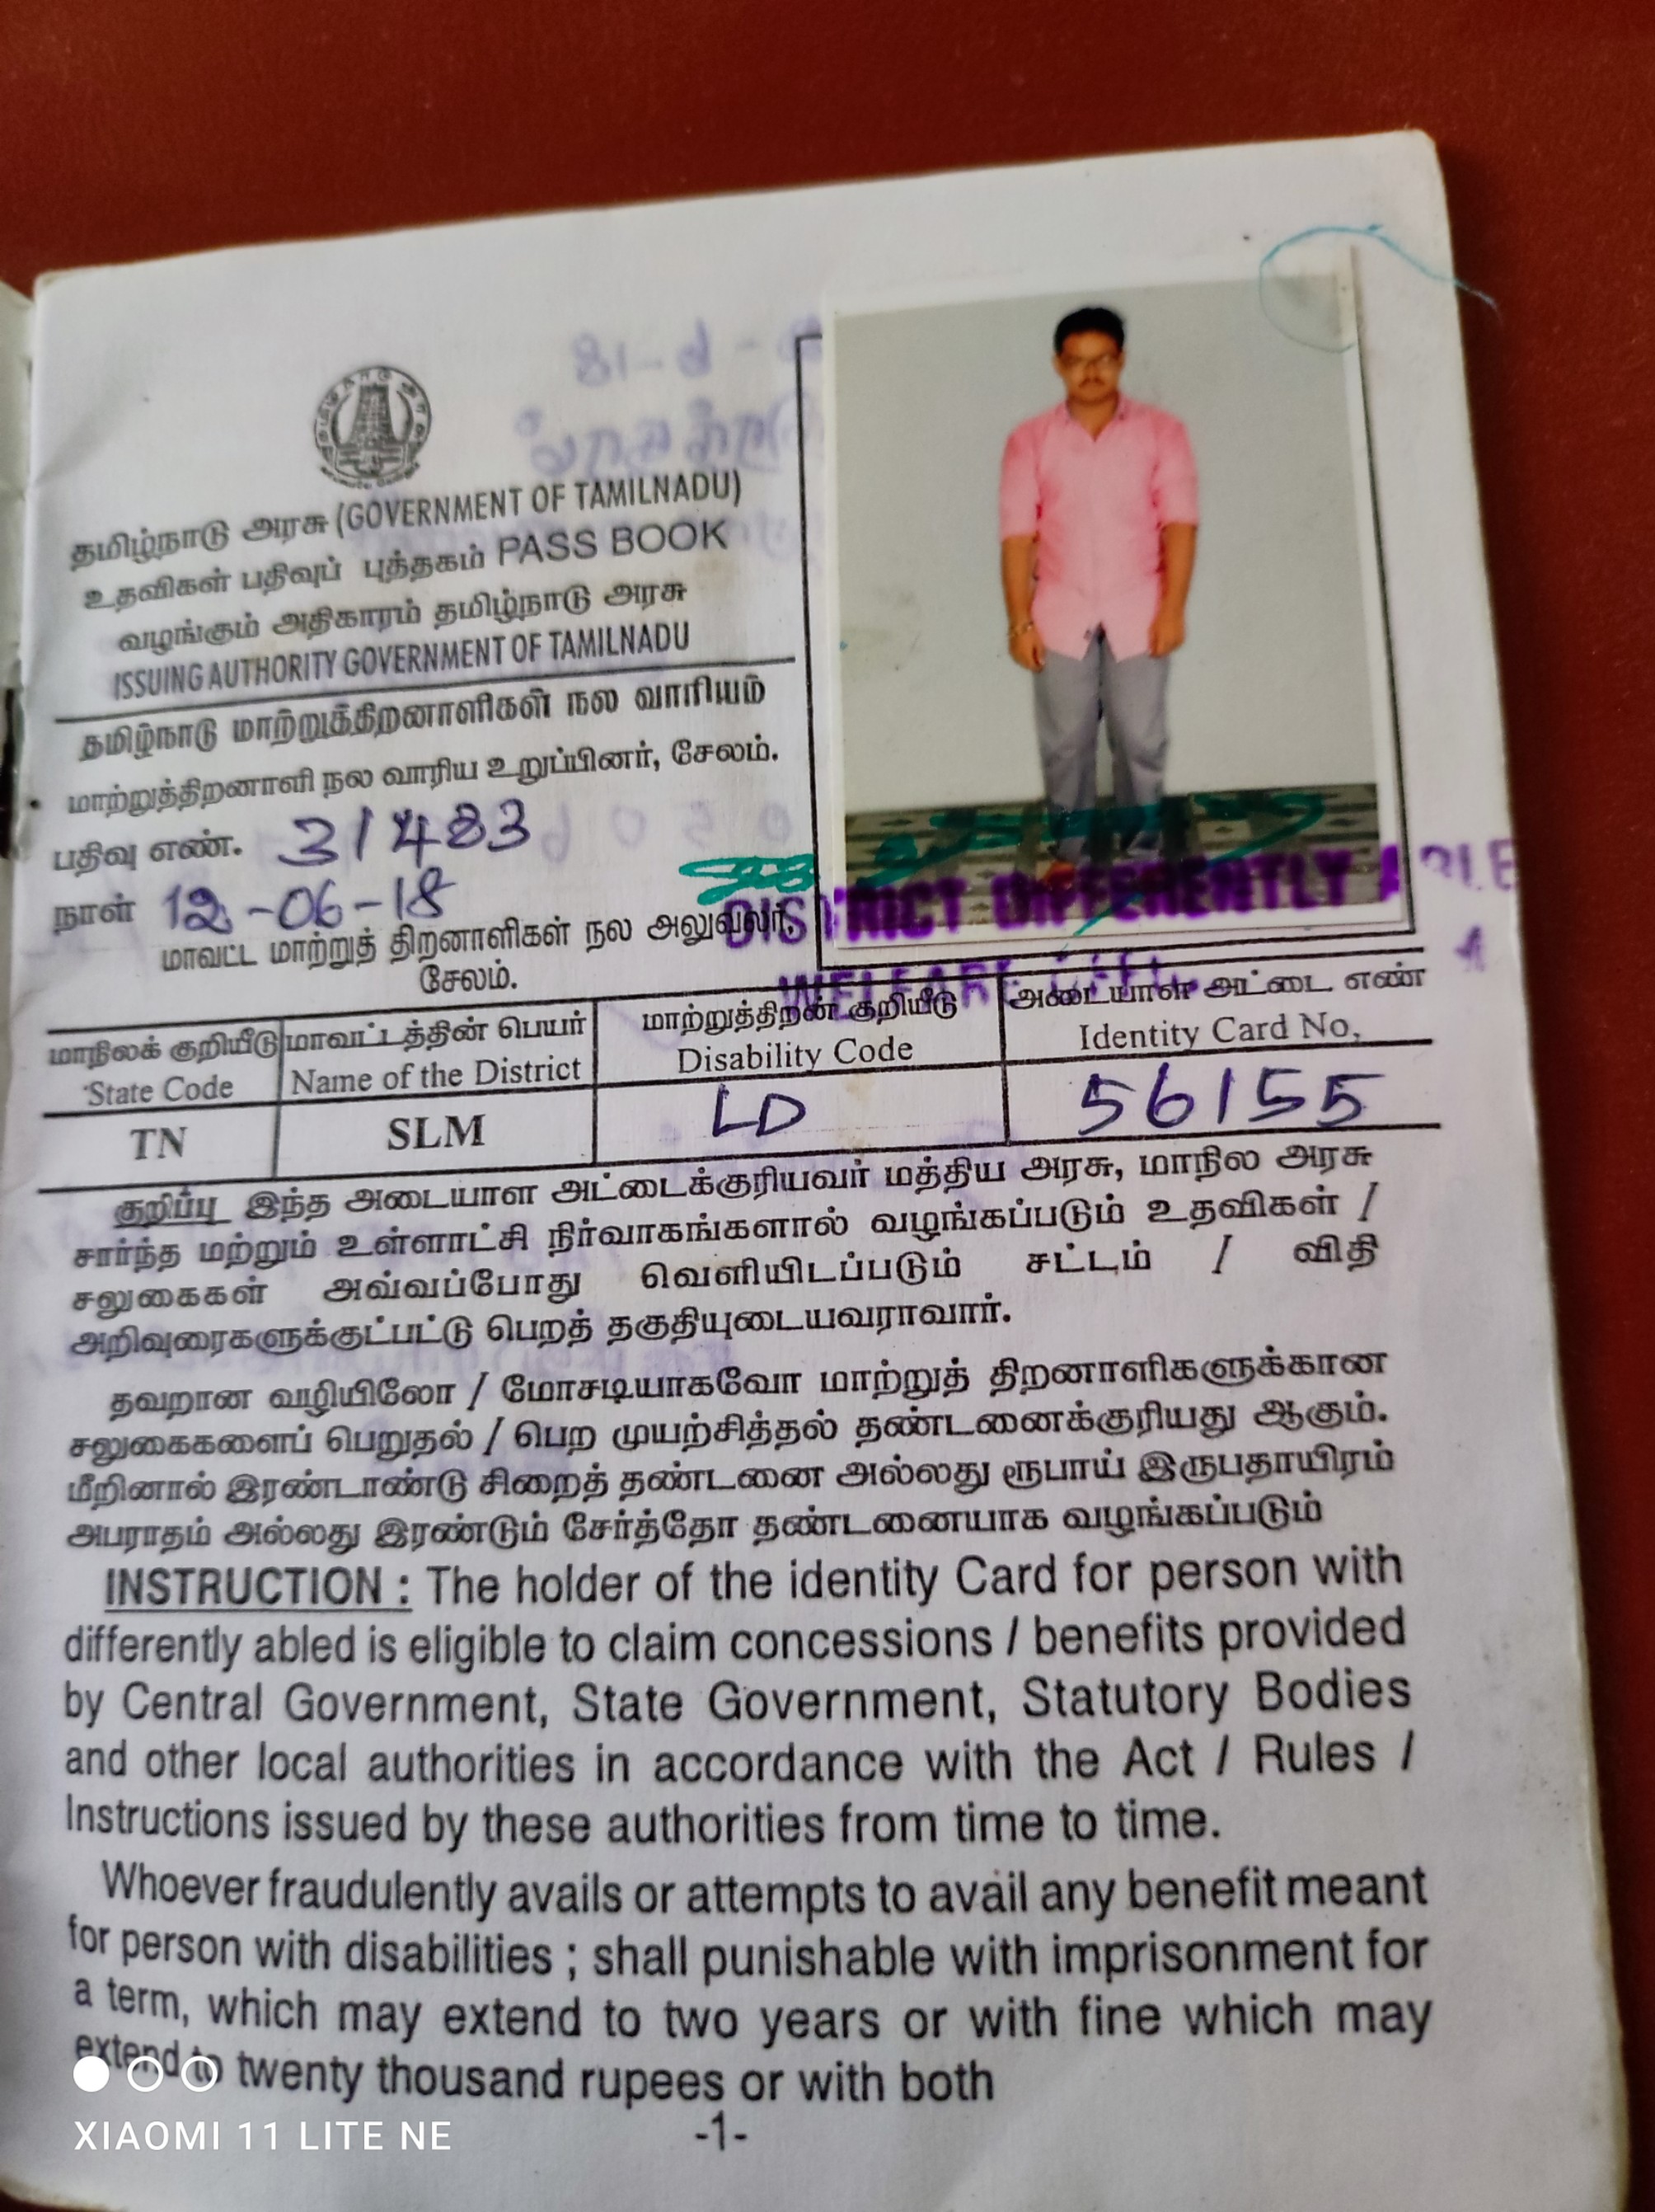 தமிழ்நாடு அரசு (GOVERNMENT OF TAMILNADU)
உதவிகள் பதிவுப் புத்தகம் PASS BOOK
வழங்கும் அதிகாரம் தமிழ்நாடு அரசு
ISSUING AUTHORITY GOVERNMENT OF TAMILNADU
தமிழ்நாடு மாற்றுத்திறனாளிகள் நல வாரியம்
மாற்றுத்திறனாளி நல வாரிய உறுப்பினர், சேலம்.
பதிவு எண். 31483
நாள் 12-06-18
மாவட்ட மாற்றுத் திறனாளிகள் நல அலுவலர்,
சேலம்.
DISTRICT DIFFERENTLY ABLE
WELFARE
மாநிலக் குறியீடு மாவட்டத்தின் பெயர் மாற்றுத்திறன் குறியீடு அடையாள அட்டை எண்
State Code Name of the District Disability Code Identity Card No.
TN SLM LD 56155
குறிப்பு இந்த அடையாள அட்டைக்குரியவர் மத்திய அரசு, மாநில அரசு
சார்ந்த மற்றும் உள்ளாட்சி நிர்வாகங்களால் வழங்கப்படும் உதவிகள் /
சலுகைகள் அவ்வப்போது வெளியிடப்படும் சட்டம் / விதி
அறிவுரைகளுக்குட்பட்டு பெறத் தகுதியுடையவராவார்.
தவறான வழியிலோ / மோசடியாகவோ மாற்றுத் திறனாளிகளுக்கான
சலுகைகளைப் பெறுதல் / பெற முயற்சித்தல் தண்டனைக்குரியது ஆகும்.
மீறினால் இரண்டாண்டு சிறைத் தண்டனை அல்லது ரூபாய் இருபதாயிரம்
அபராதம் அல்லது இரண்டும் சேர்த்தோ தண்டனையாக வழங்கப்படும்
INSTRUCTION : The holder of the identity Card for person with
differently abled is eligible to claim concessions / benefits provided
by Central Government, State Government, Statutory Bodies
and other local authorities in accordance with the Act / Rules /
Instructions issued by these authorities from time to time.
Whoever fraudulently avails or attempts to avail any benefit meant
for person with disabilities ; shall punishable with imprisonment for
a term, which may extend to two years or with fine which may
extend to twenty thousand rupees or with both
-1-
XIAOMI 11 LITE NE